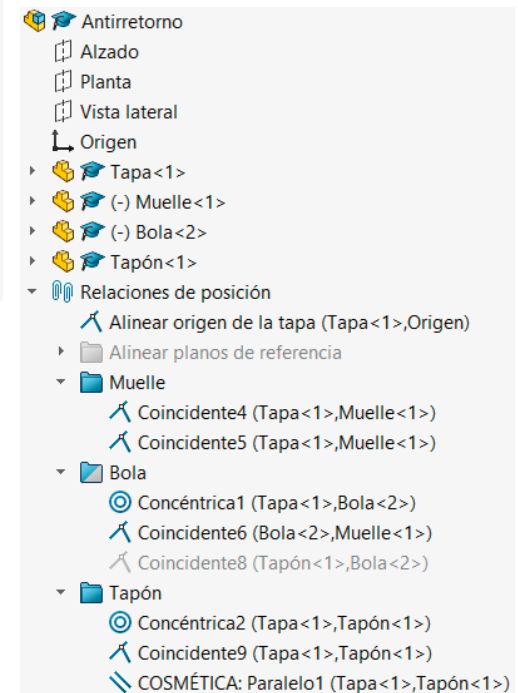 Antirretorno
Alzado
Planta
Vista lateral
Origen
Tapa<1>
(-) Muelle<1>
(-) Bola<2>
Tapón<1>
Relaciones de posición
Alinear origen de la tapa (Tapa<1>,Origen)
Alinear planos de referencia
Muelle
Coincidente4 (Tapa<1>,Muelle<1>)
Coincidente5 (Tapa<1>,Muelle<1>)
Bola
Concéntrica1 (Tapa<1>,Bola<2>)
Coincidente6 (Bola<2>,Muelle<1>)
Coincidente8 (Tapón<1>,Bola<2>)
Tapón
Concéntrica2 (Tapa<1>,Tapón<1>)
Coincidente9 (Tapa<1>,Tapón<1>)
COSMÉTICA: Paralelo1 (Tapa<1>,Tapón<1>)